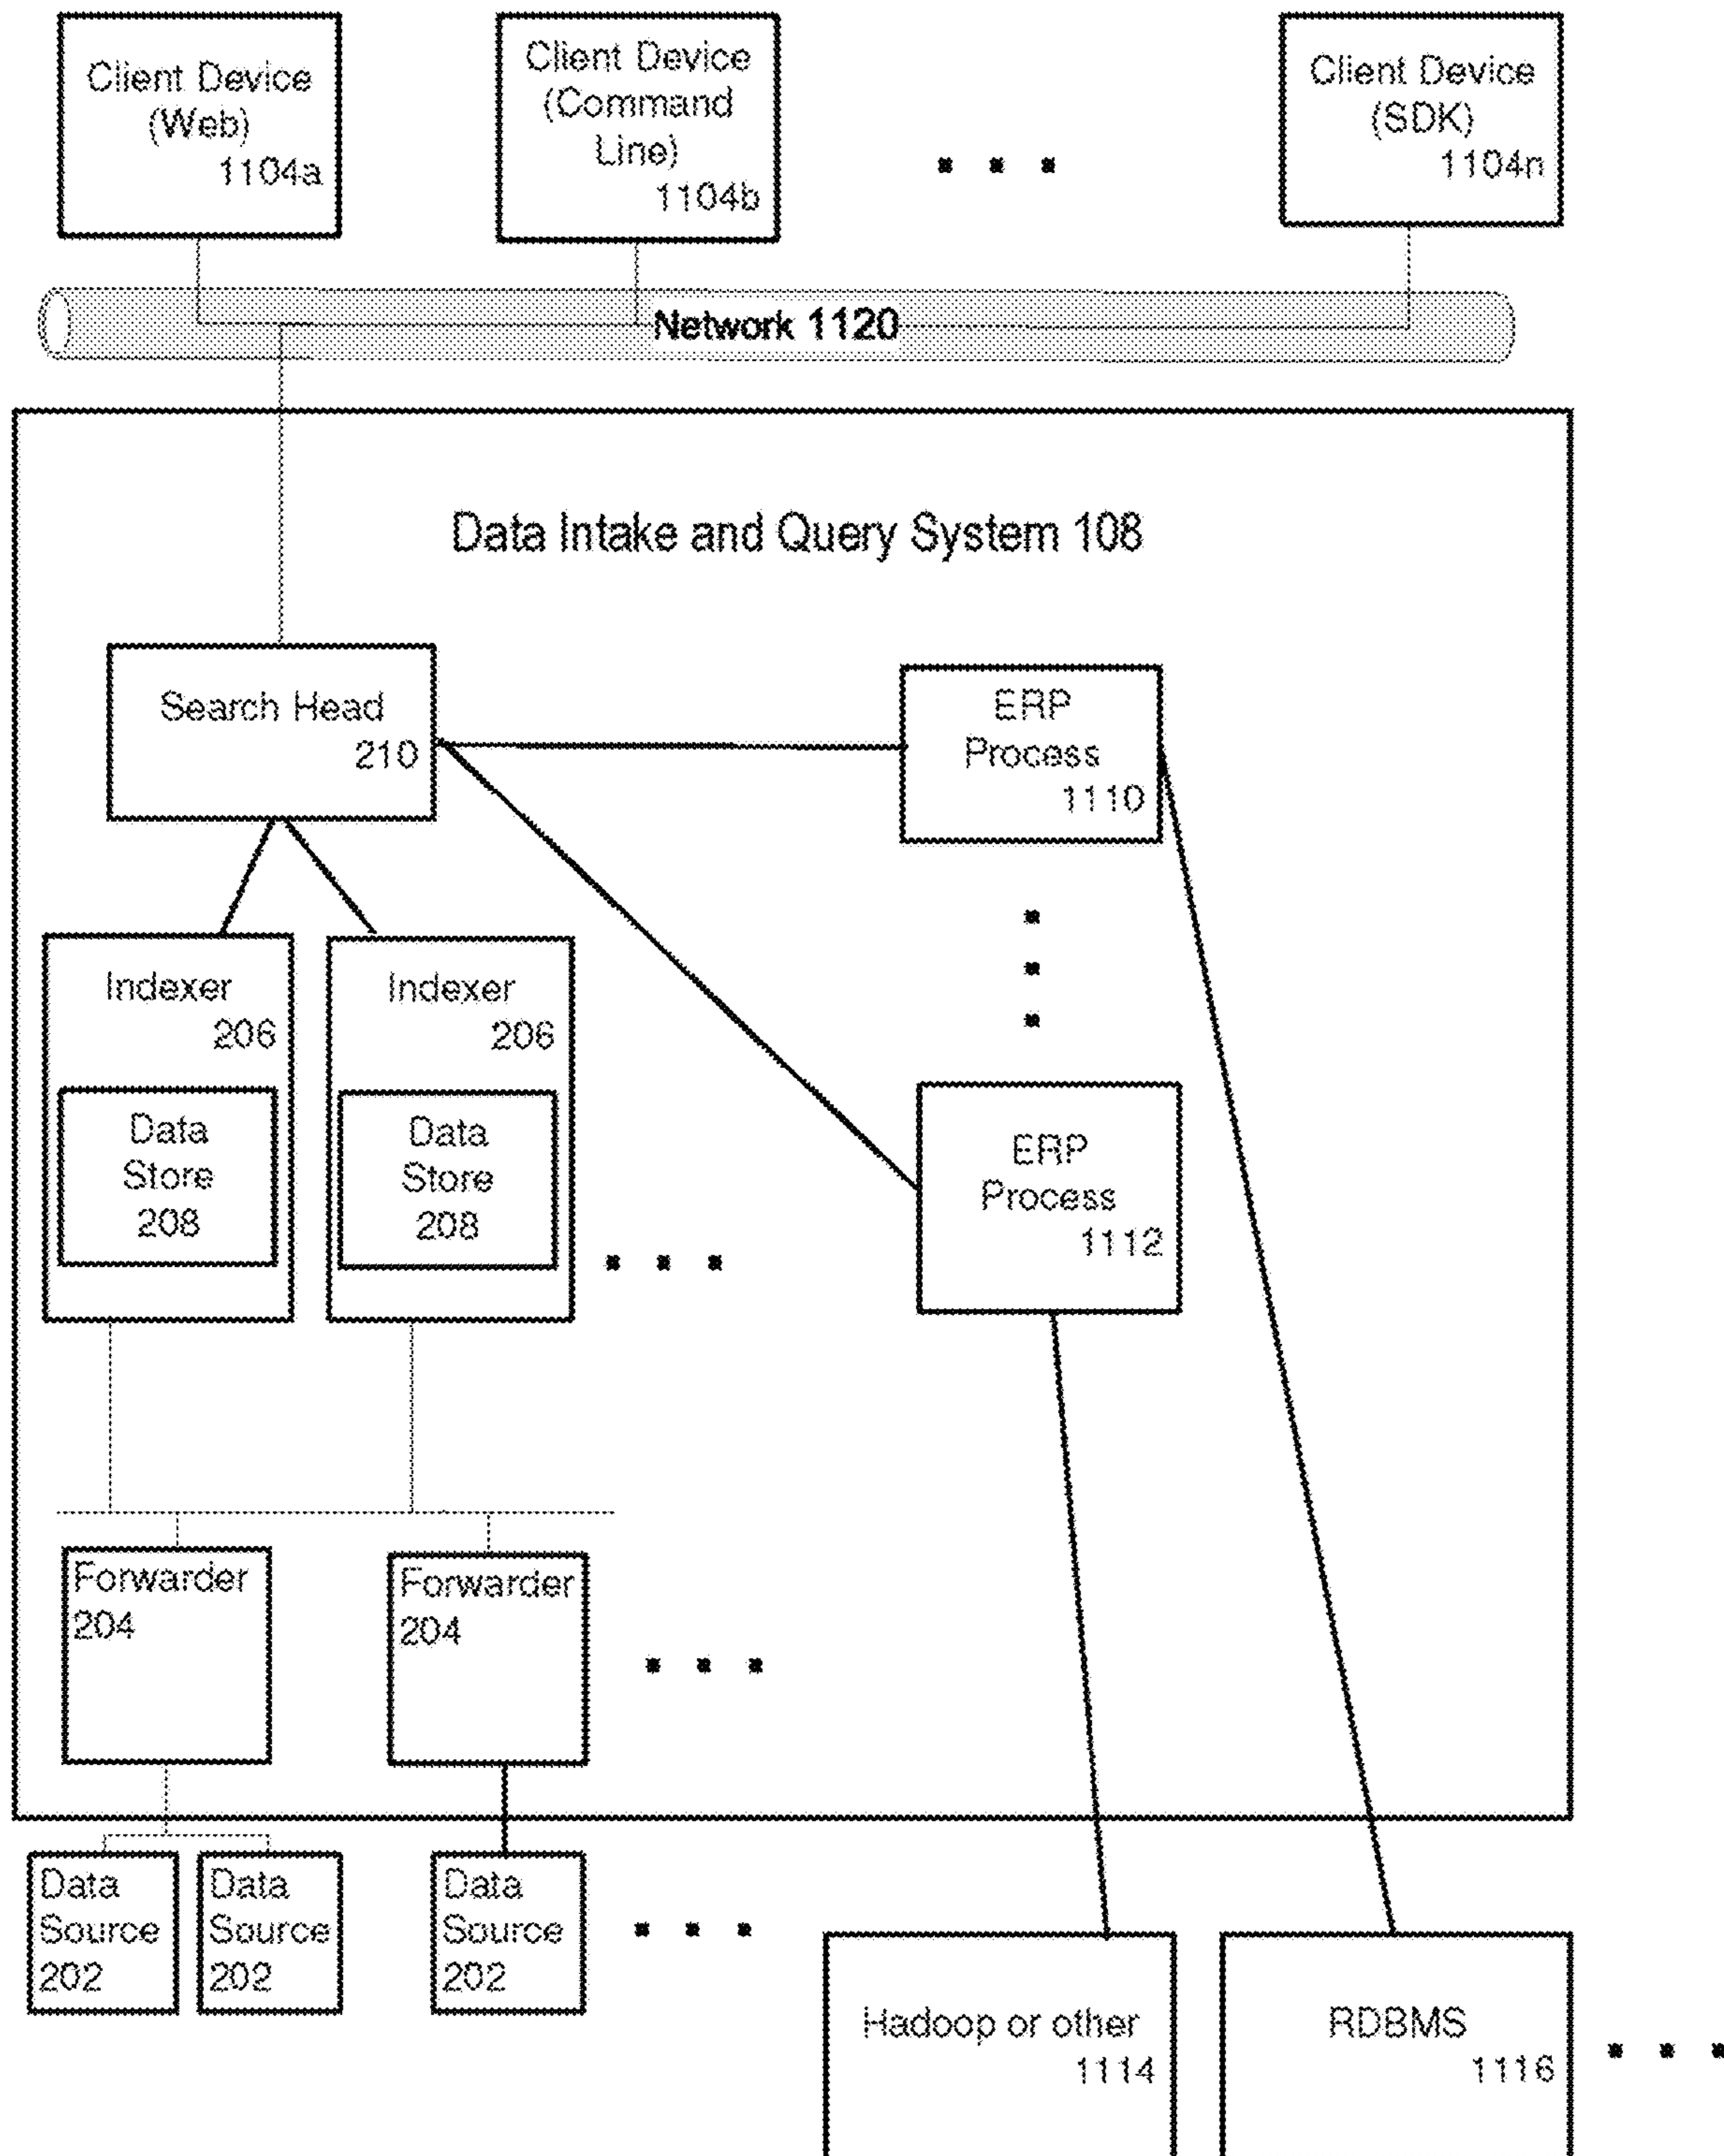 Client Device
(Web)
1104a
Client Device
(Command
Line)
1104b
Client Device
(SDK)
1104n
Network 1120
Data Intake and Query System 108
Search Head
210
ERP
Process
1110
Indexer
206
Data
Store
208
Indexer
206
Data
Store
208
ERP
Process
1112
Forwarder
204
Forwarder
204
Data
Source
202
Data
Source
202
Data
Source
202
Hadoop or other
1114
RDBMS
1116